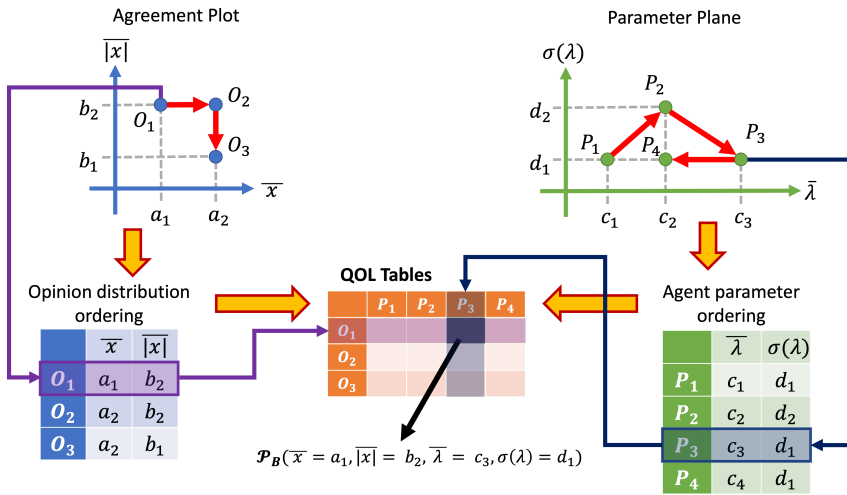 Agreement Plot
Parameter Plane
|x̅|
σ(λ)
b₂
O₁
O₂
O₃
b₁
x̅
a₁
a₂
d₂
P₂
P₁
P₄
P₃
d₁
λ̅
c₁
c₂
c₃
Opinion distribution
ordering
QOL Tables
Agent parameter
ordering
x̅ |x̅|
O₁ a₁ b₂
O₂ a₂ b₂
O₃ a₂ b₁
P₁ P₂ P₃ P₄
O₁
O₂
O₃
λ̅ σ(λ)
P₁ c₁ d₁
P₂ c₂ d₂
P₃ c₃ d₁
P₄ c₄ d₁
𝒫_B(x̅ = a₁, |x̅| = b₂, λ̅ = c₃, σ(λ) = d₁)